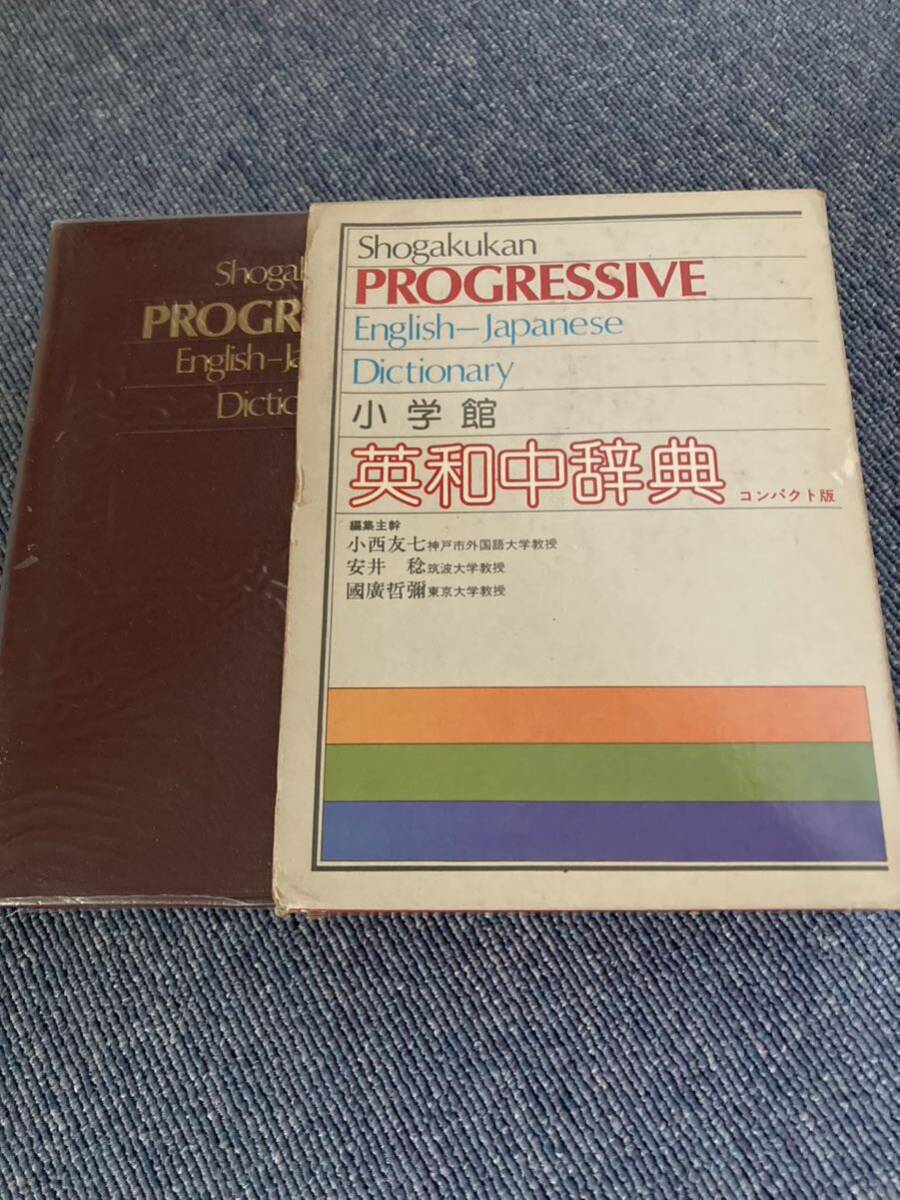 Shogakukan
PROGRESSIVE
English–Japanese
Dictionary
小学館
英和中辞典 コンパクト版
編集主幹
小西友七 神戸市外国語大学教授
安井 稔 筑波大学教授
國廣哲彌 東京大学教授
Shogak
PROGR
English–Ja
Dictio